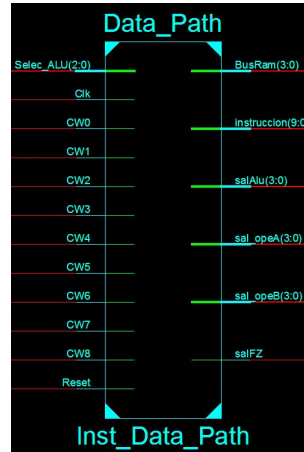 Data_Path
Selec_ALU(2:0)
BusRam(3:0)
Clk
CW0
instruccion(9:0
CW1
CW2
salAlu(3:0)
CW3
CW4
sal_opeA(3:0)
CW5
CW6
sal_opeB(3:0)
CW7
CW8
salFZ
Reset
Inst_Data_Path